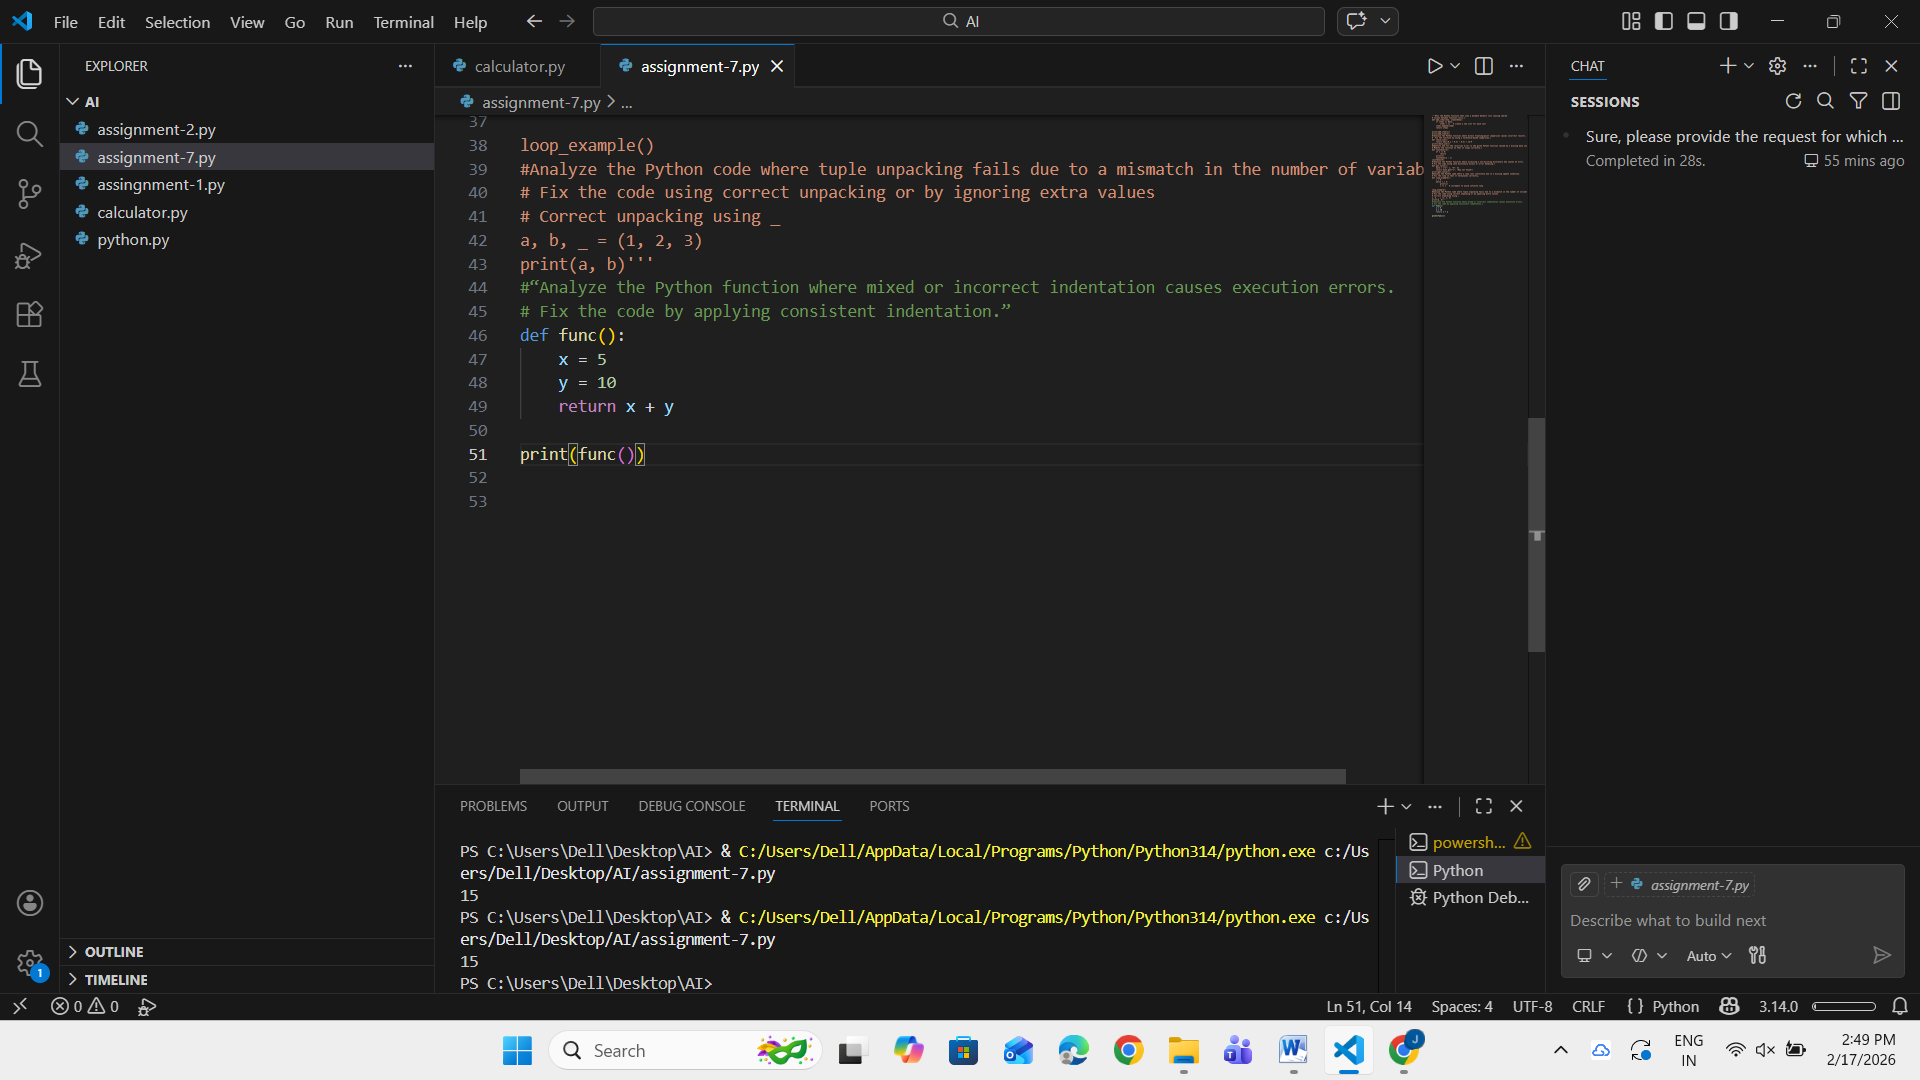 File Edit Selection View Go Run Terminal Help
AI
EXPLORER
AI
assignment-2.py
assignment-7.py
assingnment-1.py
calculator.py
python.py
OUTLINE
TIMELINE
calculator.py
assignment-7.py
assignment-7.py > ...
37
38 loop_example()
39 #Analyze the Python code where tuple unpacking fails due to a mismatch in the number of variab
40 # Fix the code using correct unpacking or by ignoring extra values
41 # Correct unpacking using _
42 a, b, _ = (1, 2, 3)
43 print(a, b)'''
44 #“Analyze the Python function where mixed or incorrect indentation causes execution errors.
45 # Fix the code by applying consistent indentation.”
46 def func():
47 x = 5
48 y = 10
49 return x + y
50
51 print(func())
52
53
PROBLEMS OUTPUT DEBUG CONSOLE TERMINAL PORTS
PS C:\Users\Dell\Desktop\AI> & C:/Users/Dell/AppData/Local/Programs/Python/Python314/python.exe c:/Us
ers/Dell/Desktop/AI/assignment-7.py
15
PS C:\Users\Dell\Desktop\AI> & C:/Users/Dell/AppData/Local/Programs/Python/Python314/python.exe c:/Us
ers/Dell/Desktop/AI/assignment-7.py
15
PS C:\Users\Dell\Desktop\AI>
powersh...
Python
Python Deb...
CHAT
SESSIONS
Sure, please provide the request for which ...
Completed in 28s. 55 mins ago
assignment-7.py
Describe what to build next
Auto
1
0 0
Ln 51, Col 14 Spaces: 4 UTF-8 CRLF {} Python 3.14.0
Search
J
ENG
IN
2:49 PM
2/17/2026